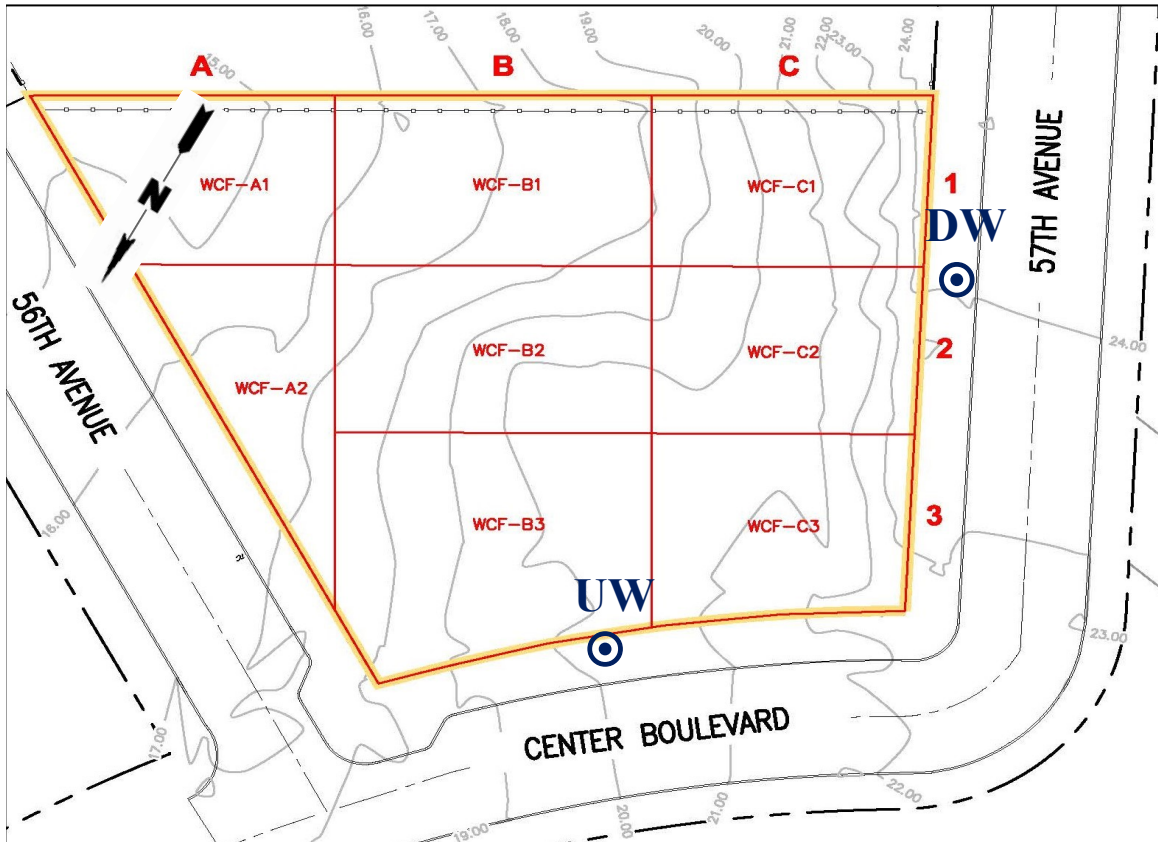 16.00
17.00
18.00
19.00
20.00
21.00
22.00
23.00
24.00
A
B
C
15.00
N
WCF-A1
WCF-B1
WCF-C1
1
DW
57TH AVENUE
56TH AVENUE
WCF-A2
WCF-B2
WCF-C2
2
24.00
16.00
WCF-B3
WCF-C3
3
UW
23.00
17.00
CENTER BOULEVARD
19.00
20.00
21.00
22.00